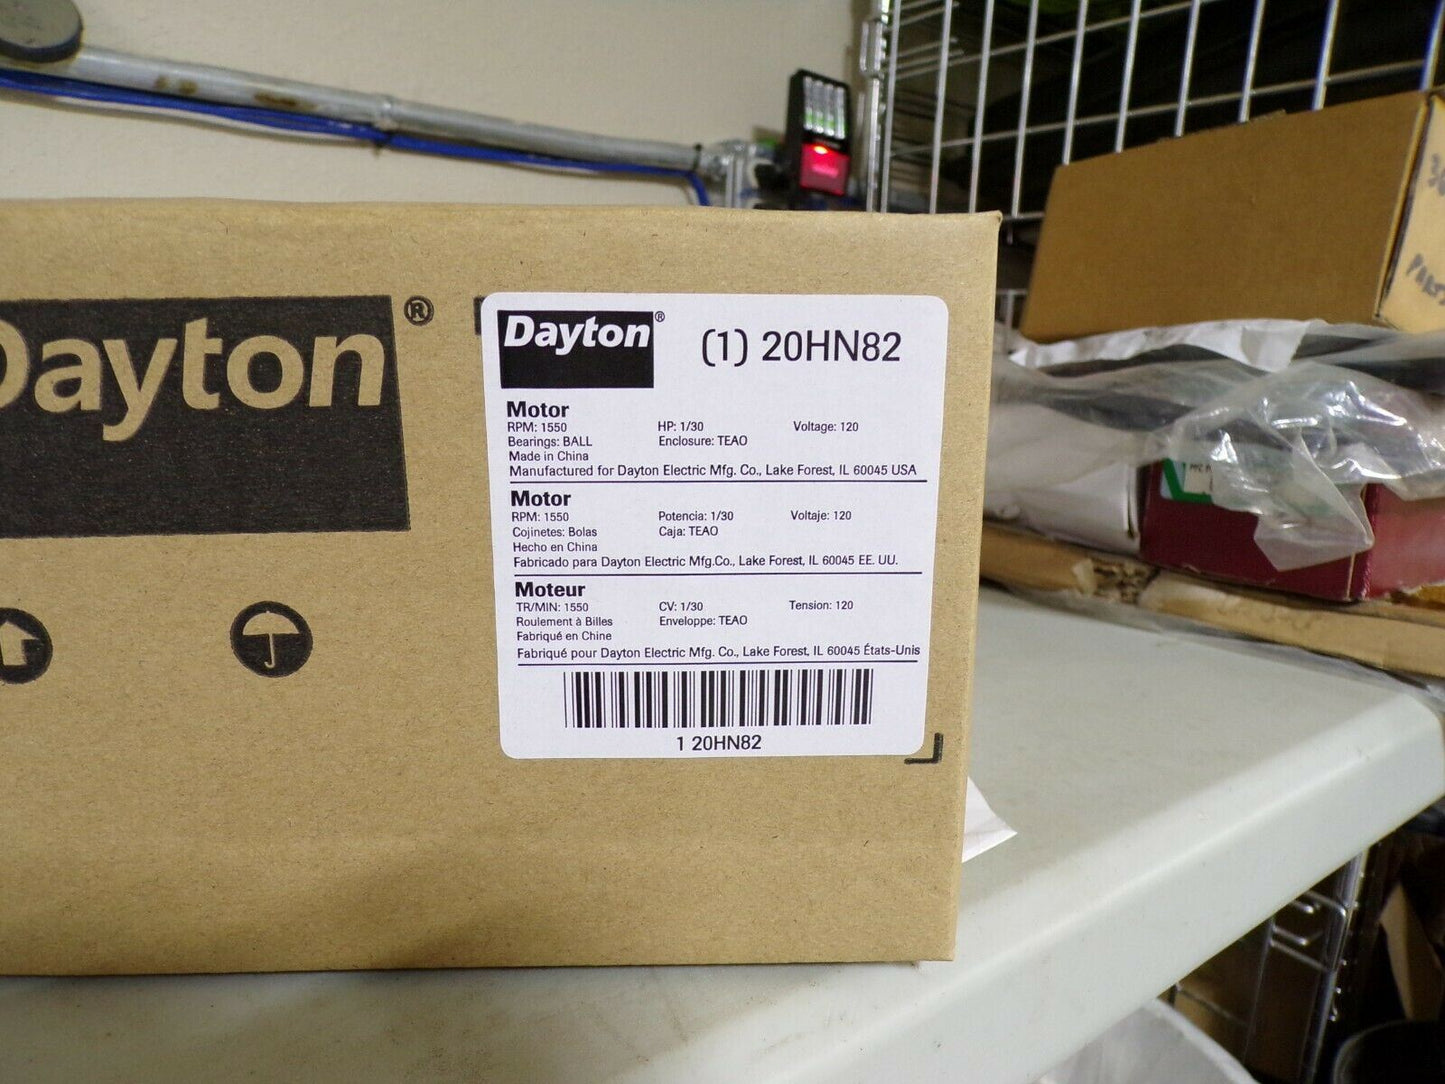 Dayton®
Dayton®
(1) 20HN82
Motor
RPM: 1550 HP: 1/30 Voltage: 120
Bearings: BALL Enclosure: TEAO
Made in China
Manufactured for Dayton Electric Mfg. Co., Lake Forest, IL 60045 USA
Motor
RPM: 1550 Potencia: 1/30 Voltaje: 120
Cojinetes: Bolas Caja: TEAO
Hecho en China
Fabricado para Dayton Electric Mfg.Co., Lake Forest, IL 60045 EE. UU.
Moteur
TR/MIN: 1550 CV: 1/30 Tension: 120
Roulement à Billes Enveloppe: TEAO
Fabriqué en Chine
Fabriqué pour Dayton Electric Mfg. Co., Lake Forest, IL 60045 États-Unis
1 20HN82